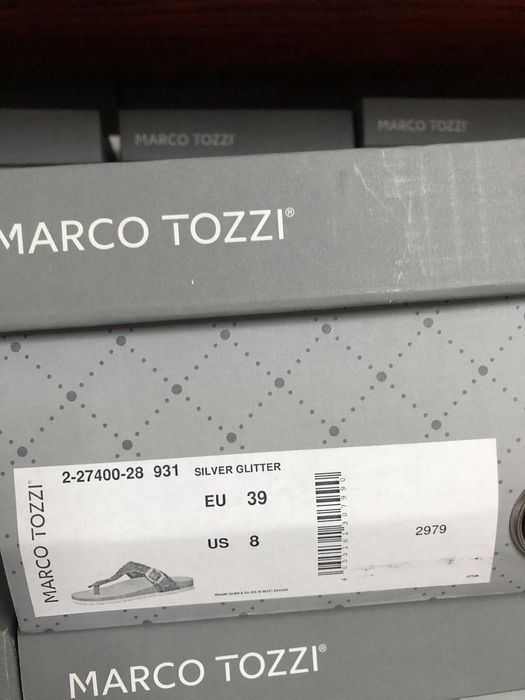 MARCO TOZZI
MARCO TOZZI
MARCO TOZZI®
2-27400-28 931 SILVER GLITTER
EU 39
US 8
2979
MARCO TOZZI®
MARCO TOZZI®